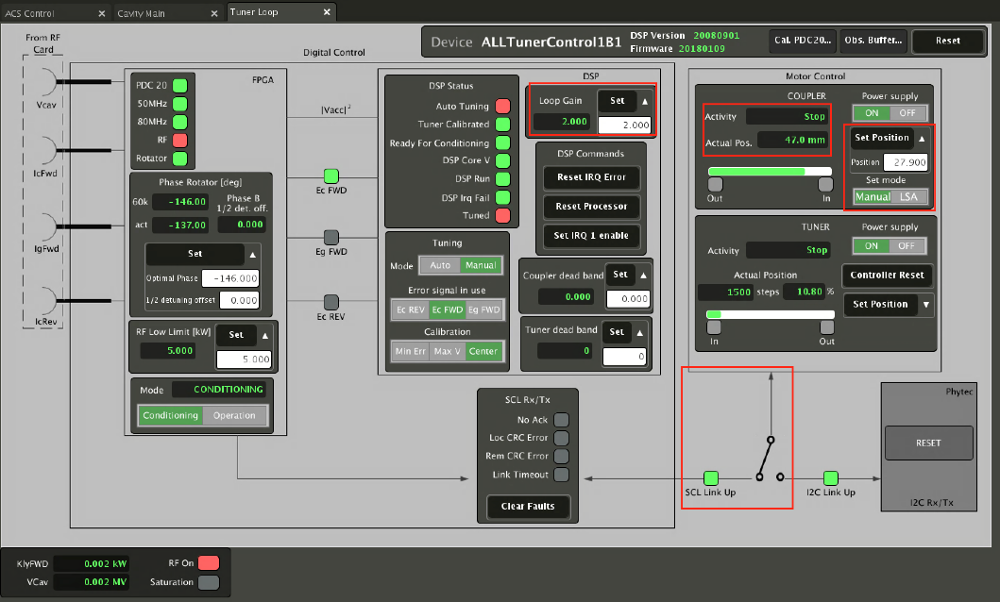 ACS Control
Cavity Main
Tuner Loop
From RF
Card
Vcav
IcFwd
IgFwd
IcRev
Digital Control
Device ALLTunerControl1B1
DSP Version 20080901
Firmware 20180109
Cal. PDC20...
Obs. Buffer...
Reset
FPGA
PDC 20
50MHz
80MHz
RF
Rotator
Phase Rotator [deg]
60k -146.00
Phase B
1/2 det. off.
act -137.00 0.000
Set
Optimal Phase -146.000
1/2 detuning offset 0.000
RF Low Limit [kW]
5.000
Set
5.000
Mode CONDITIONING
Conditioning Operation
|Vacc|²
Ec FWD
Eg FWD
Ec REV
DSP
DSP Status
Auto Tuning
Tuner Calibrated
Ready For Conditioning
DSP Core V
DSP Run
DSP Irq Fail
Tuned
Tuning
Mode Auto Manual
Error signal in use
Ec REV Ec FWD Eg FWD
Calibration
Min Err Max V Center
Loop Gain
2.000
Set
2.000
DSP Commands
Reset IRQ Error
Reset Processor
Set IRQ 1 enable
Coupler dead band
0.000
Set
0.000
Tuner dead band
0
Set
0
Motor Control
COUPLER
Activity Stop
Actual Pos. 47.0 mm
Out In
Power supply
ON OFF
Set Position
Position 27.900
Set mode
Manual LSA
TUNER
Activity Stop
Actual Position
1500 steps 10.80 %
In Out
Power supply
ON OFF
Controller Reset
Set Position
SCL Rx/Tx
No Ack
Loc CRC Error
Rem CRC Error
Link Timeout
Clear Faults
SCL Link Up
I2C Link Up
Phytec
RESET
I2C Rx/Tx
KlyFWD 0.002 kW
RF On
VCav 0.002 MV
Saturation